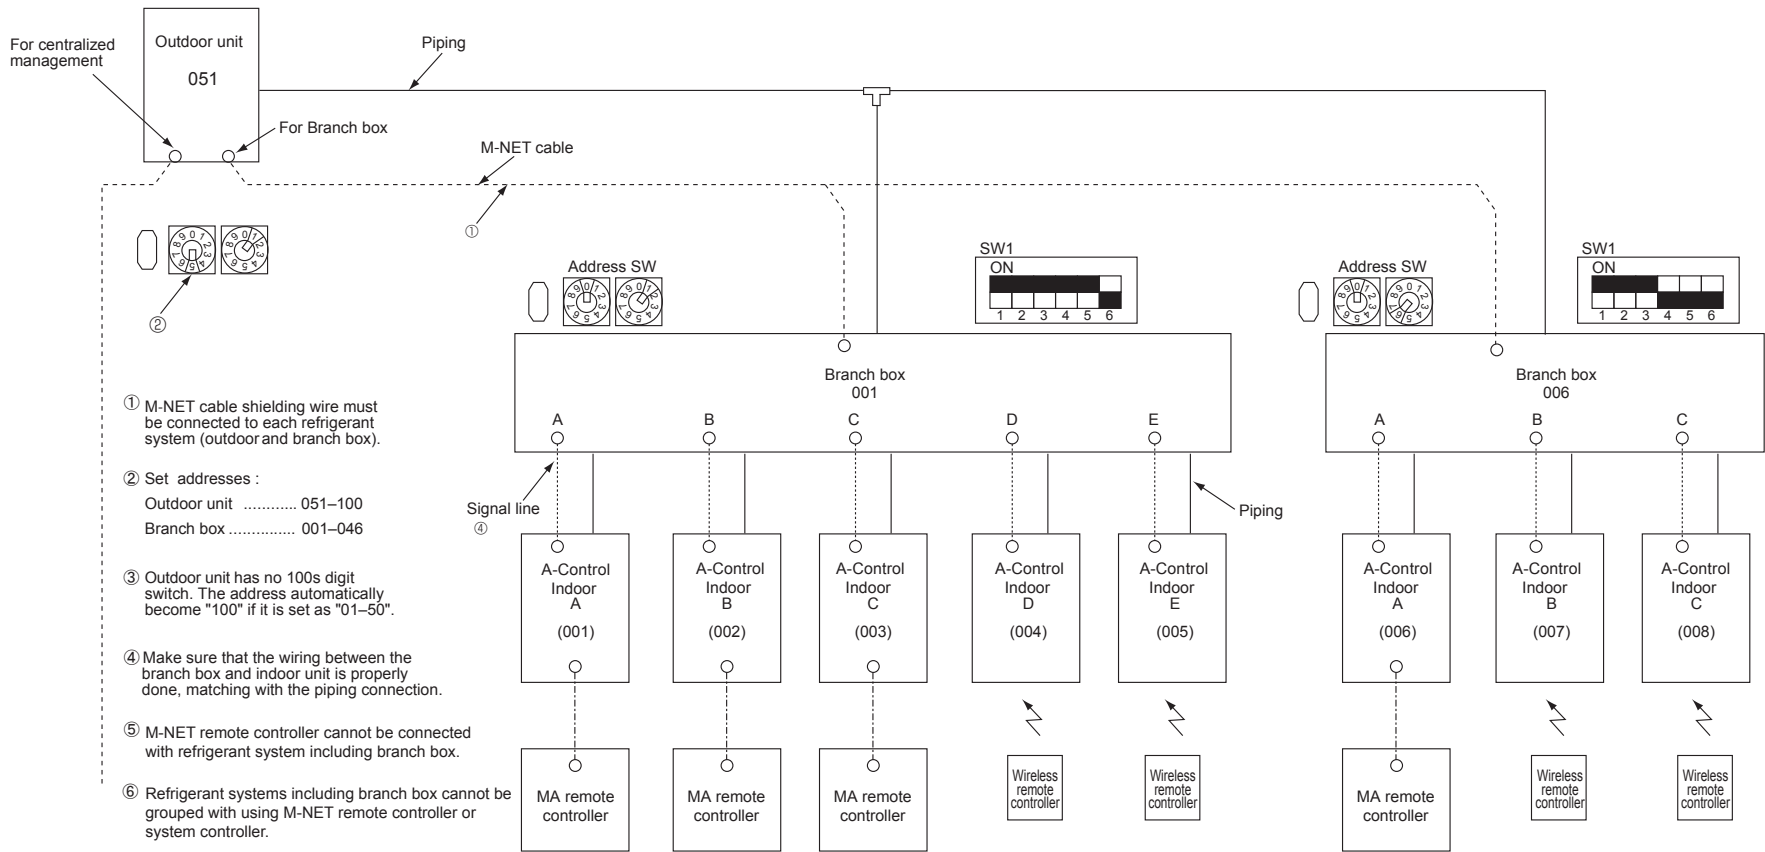 For centralized
management
Outdoor unit
051
Piping
For Branch box
M-NET cable
①
②
Address SW
SW1
ON
1 2 3 4 5 6
Address SW
SW1
ON
1 2 3 4 5 6
Branch box
001
A B C D E
Branch box
006
A B C
Signal line
④
Piping
① M-NET cable shielding wire must
be connected to each refrigerant
system (outdoor and branch box).
② Set addresses :
Outdoor unit ............ 051–100
Branch box ............... 001–046
③ Outdoor unit has no 100s digit
switch. The address automatically
become "100" if it is set as "01–50".
④ Make sure that the wiring between the
branch box and indoor unit is properly
done, matching with the piping connection.
⑤ M-NET remote controller cannot be connected
with refrigerant system including branch box.
⑥ Refrigerant systems including branch box cannot be
grouped with using M-NET remote controller or
system controller.
A-Control
Indoor
A
(001)
A-Control
Indoor
B
(002)
A-Control
Indoor
C
(003)
A-Control
Indoor
D
(004)
A-Control
Indoor
E
(005)
A-Control
Indoor
A
(006)
A-Control
Indoor
B
(007)
A-Control
Indoor
C
(008)
MA remote
controller
MA remote
controller
MA remote
controller
Wireless
remote
controller
Wireless
remote
controller
MA remote
controller
Wireless
remote
controller
Wireless
remote
controller